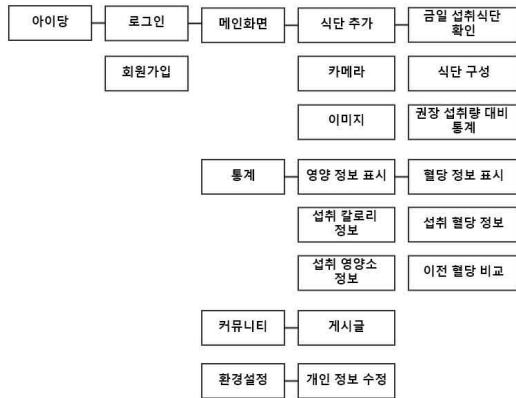 아이당
로그인
메인화면
식단 추가
금일 섭취식단
확인
회원가입
카메라
식단 구성
이미지
권장 섭취량 대비
통계
통계
영양 정보 표시
혈당 정보 표시
섭취 칼로리
정보
섭취 혈당 정보
섭취 영양소
정보
이전 혈당 비교
커뮤니티
게시글
환경설정
개인 정보 수정